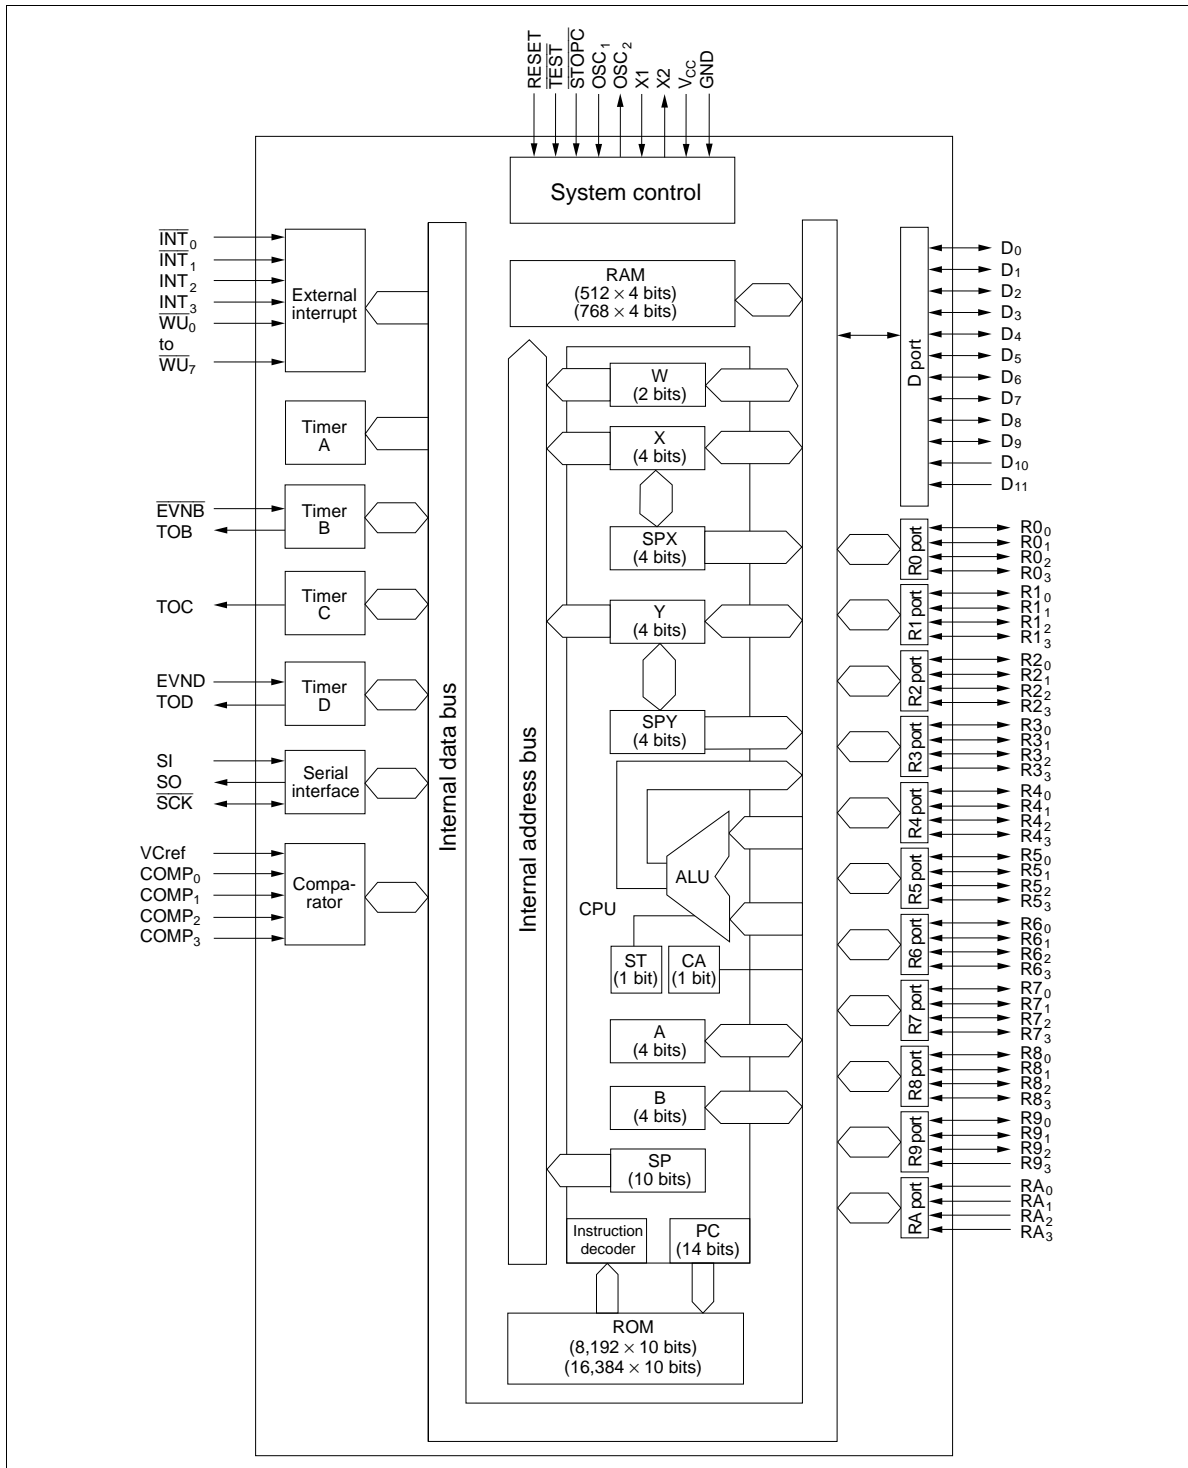 RESET
TEST
STOPC
OSC1
OSC2
X1
X2
VCC
GND
System control
INT0
INT1
INT2
INT3
WU0
to
WU7
External
interrupt
Timer
A
EVNB
TOB
Timer
B
TOC
Timer
C
EVND
TOD
Timer
D
SI
SO
SCK
Serial
interface
VCref
COMP0
COMP1
COMP2
COMP3
Compa-
rator
Internal data bus
Internal address bus
RAM
(512 × 4 bits)
(768 × 4 bits)
W
(2 bits)
X
(4 bits)
SPX
(4 bits)
Y
(4 bits)
SPY
(4 bits)
ALU
CPU
ST
(1 bit)
CA
(1 bit)
A
(4 bits)
B
(4 bits)
SP
(10 bits)
Instruction
decoder
PC
(14 bits)
ROM
(8,192 × 10 bits)
(16,384 × 10 bits)
D port
D0
D1
D2
D3
D4
D5
D6
D7
D8
D9
D10
D11
R0 port
R00
R01
R02
R03
R1 port
R10
R11
R12
R13
R2 port
R20
R21
R22
R23
R3 port
R30
R31
R32
R33
R4 port
R40
R41
R42
R43
R5 port
R50
R51
R52
R53
R6 port
R60
R61
R62
R63
R7 port
R70
R71
R72
R73
R8 port
R80
R81
R82
R83
R9 port
R90
R91
R92
R93
RA port
RA0
RA1
RA2
RA3